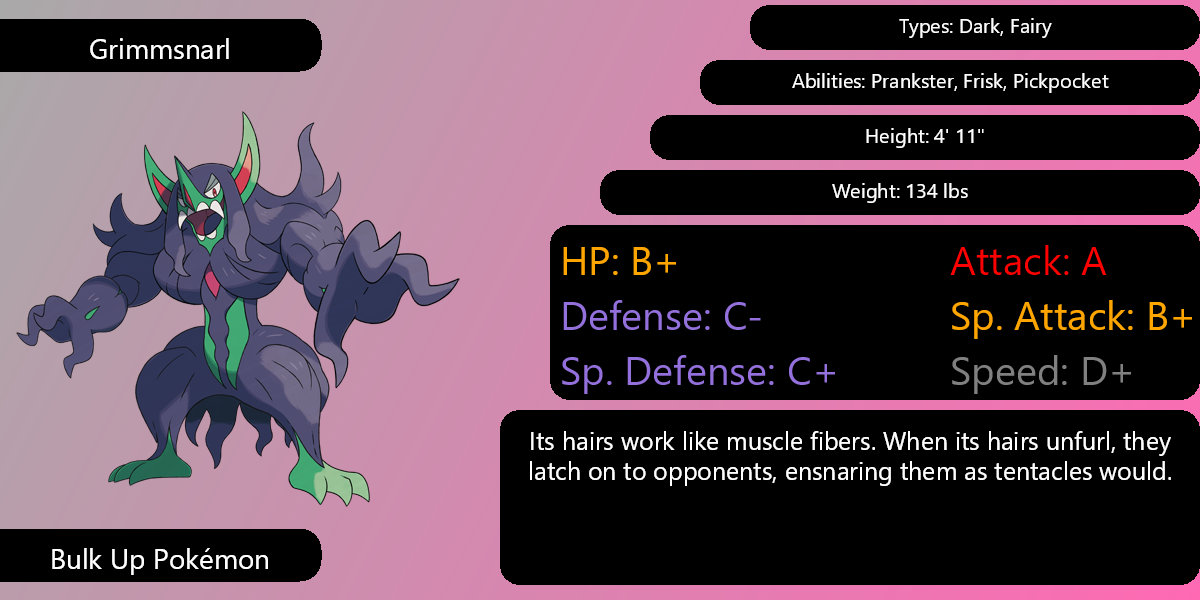 Grimmsnarl
Bulk Up Pokémon
Types: Dark, Fairy
Abilities: Prankster, Frisk, Pickpocket
Height: 4' 11"
Weight: 134 lbs
HP: B+ Attack: A
Defense: C- Sp. Attack: B+
Sp. Defense: C+ Speed: D+
Its hairs work like muscle fibers. When its hairs unfurl, they
latch on to opponents, ensnaring them as tentacles would.